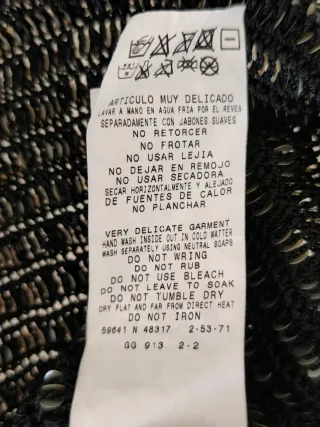 ARTICULO MUY DELICADO
LAVAR A MANO EN AGUA FRIA POR EL REVES
SEPARADAMENTE CON JABONES SUAVES
NO RETORCER
NO FROTAR
NO USAR LEJIA
NO DEJAR EN REMOJO
NO USAR SECADORA
SECAR HORIZONTALMENTE Y ALEJADO
DE FUENTES DE CALOR
NO PLANCHAR
VERY DELICATE GARMENT
HAND WASH INSIDE OUT IN COLD WATTER
WASH SEPARATELY USING NEUTRAL SOAPS
DO NOT WRING
DO NOT RUB
DO NOT USE BLEACH
DO NOT LEAVE TO SOAK
DO NOT TUMBLE DRY
DRY FLAT AND FAR FROM DIRECT HEAT
DO NOT IRON
59641 N 48317 2-53-71
GG 913 2-2